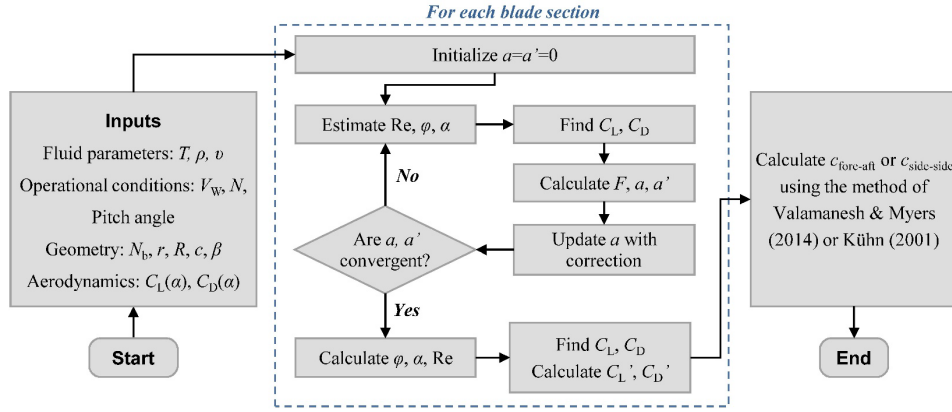 For each blade section
Initialize a=a’=0
Inputs
Fluid parameters: T, ρ, υ
Operational conditions: V_W, N,
Pitch angle
Geometry: N_b, r, R, c, β
Aerodynamics: C_L(α), C_D(α)
Start
Estimate Re, φ, α
Find C_L, C_D
Calculate F, a, a’
Update a with
correction
No
Are a, a’
convergent?
Yes
Calculate φ, α, Re
Find C_L, C_D
Calculate C_L’, C_D’
Calculate c_fore-aft or c_side-side
using the method of
Valamanesh & Myers
(2014) or Kühn (2001)
End